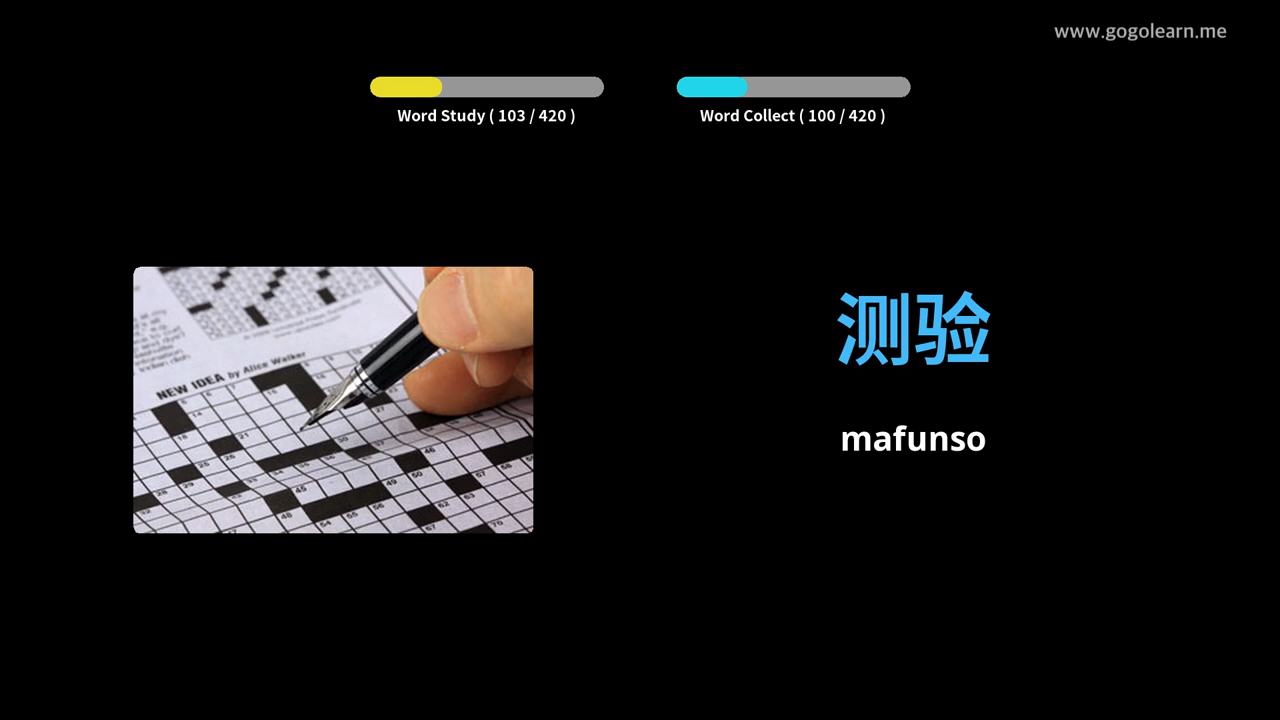 www.gogolearn.me
Word Study ( 103 / 420 )
Word Collect ( 100 / 420 )
NEW IDEA by Alice Walker
测验
mafunso